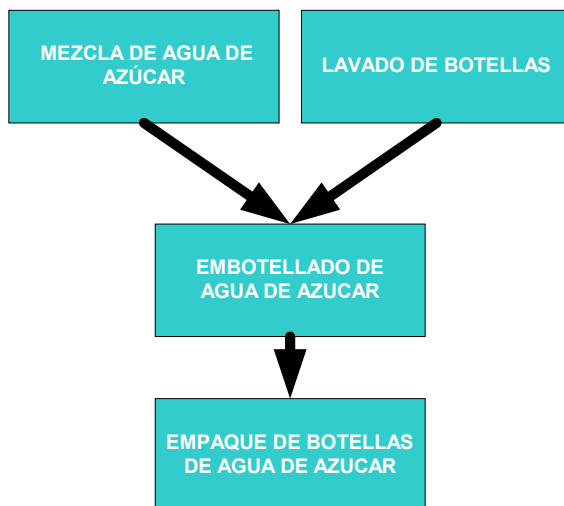 MEZCLA DE AGUA DE
AZÚCAR
LAVADO DE BOTELLAS
EMBOTELLADO DE
AGUA DE AZUCAR
EMPAQUE DE BOTELLAS
DE AGUA DE AZUCAR